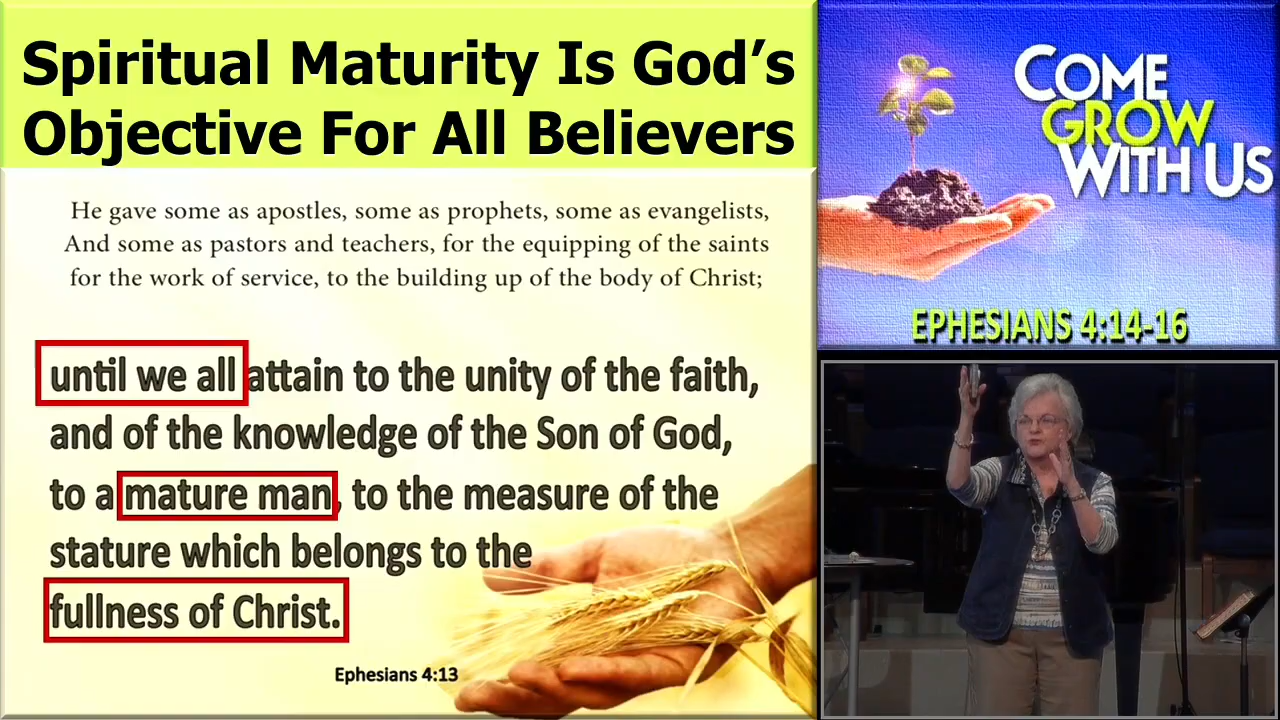 Spiritual Maturity Is God’s
Objective For All Believers
He gave some as apostles, some as prophets, some as evangelists,
And some as pastors and teachers, for the equipping of the saints
for the work of service, to the building up of the body of Christ;
until we all attain to the unity of the faith,
and of the knowledge of the Son of God,
to a mature man, to the measure of the
stature which belongs to the
fullness of Christ.
Ephesians 4:13
COME
GROW
WITH US
EPHESIANS 4:14-16